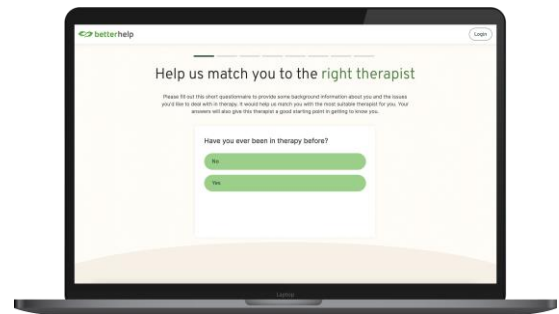 betterhelp
Login
Help us match you to the right therapist
Please fill out this short questionnaire to provide some background information about you and the issues
you'd like to deal with in therapy. It would help us match you with the most suitable therapist for you. Your
answers will also give this therapist a good starting point in getting to know you.
Have you ever been in therapy before?
No
Yes
Laptop